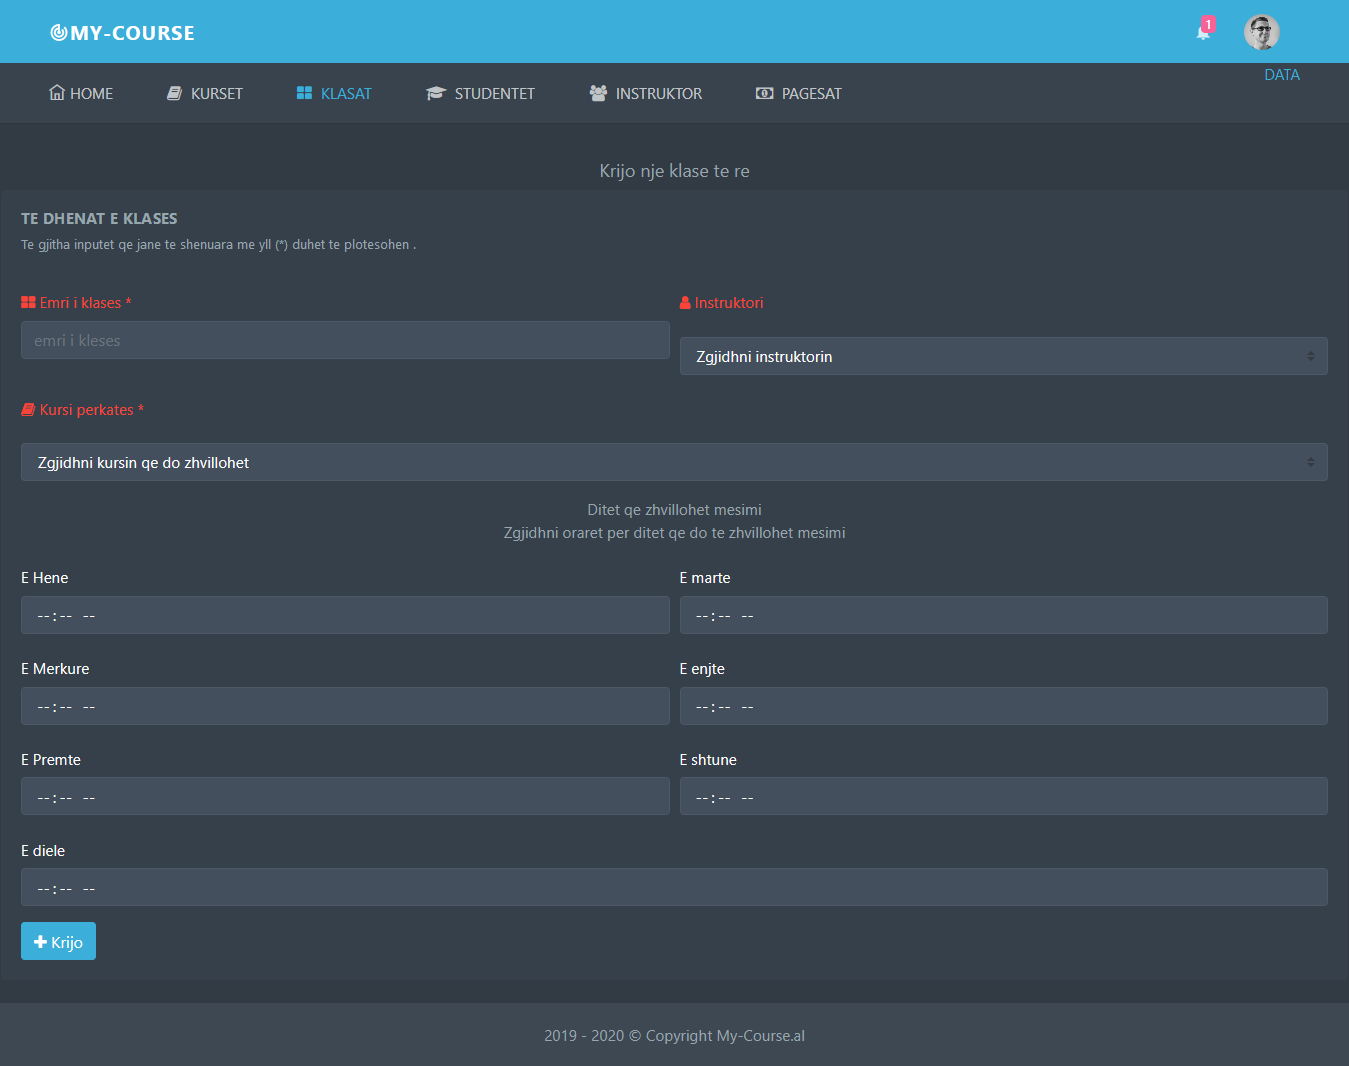 MY-COURSE
1
DATA
HOME KURSET KLASAT STUDENTET INSTRUKTOR PAGESAT
Krijo nje klase te re
TE DHENAT E KLASES
Te gjitha inputet qe jane te shenuara me yll (*) duhet te plotesohen .
Emri i klases *
emri i kleses
Instruktori
Zgjidhni instruktorin
Kursi perkates *
Zgjidhni kursin qe do zhvillohet
Ditet qe zhvillohet mesimi
Zgjidhni oraret per ditet qe do te zhvillohet mesimi
E Hene
--:-- --
E marte
--:-- --
E Merkure
--:-- --
E enjte
--:-- --
E Premte
--:-- --
E shtune
--:-- --
E diele
--:-- --
Krijo
2019 - 2020 © Copyright My-Course.al